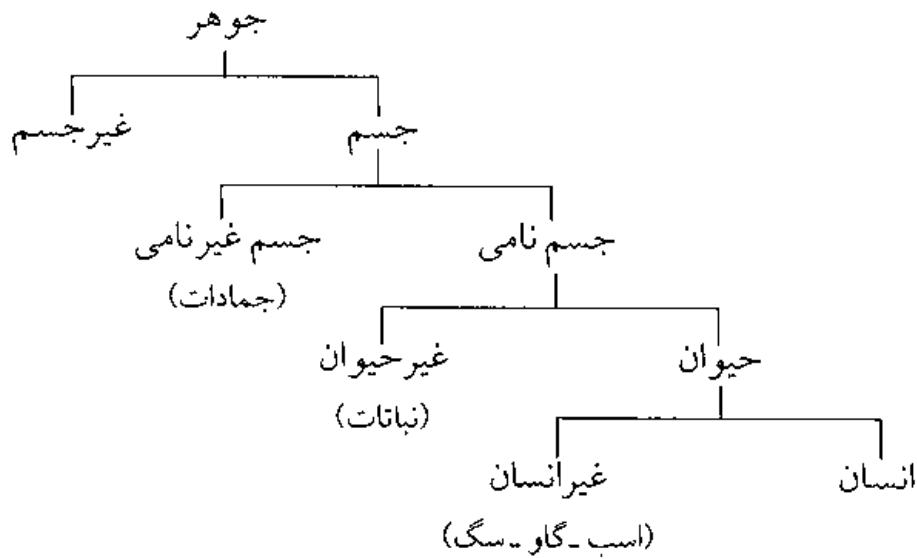 جوهر
جسم غیرجسم
جسم نامی جسم غیرنامی
(جمادات)
حیوان غیرحیوان
(نباتات)
انسان غیرانسان
(اسب ـ گاو ـ سگ)